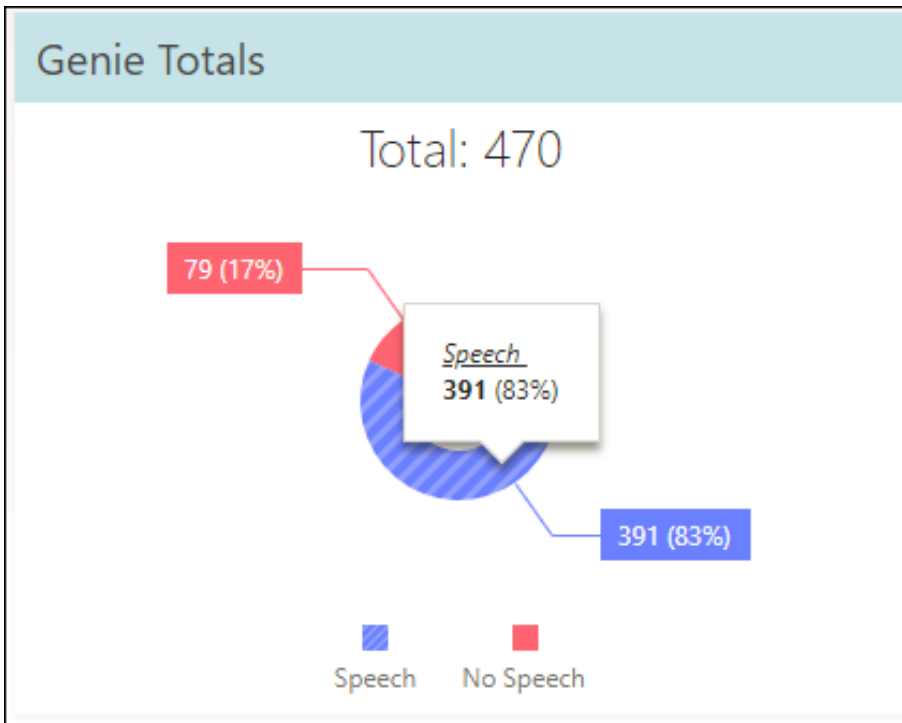 Genie Totals
Total: 470
79 (17%)
Speech
391 (83%)
391 (83%)
Speech
No Speech